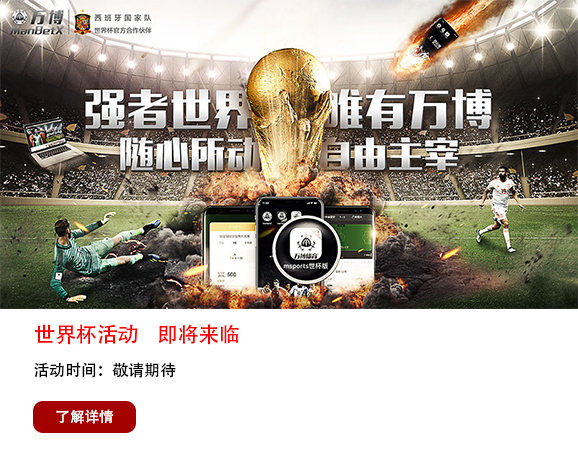 万博
ManBetX
西班牙国家队
世界杯官方合作伙伴
强者世界 唯有万博
随心所动 自由主宰
500
万博体育
msports世杯版
世界杯活动 即将来临
活动时间：敬请期待
了解详情